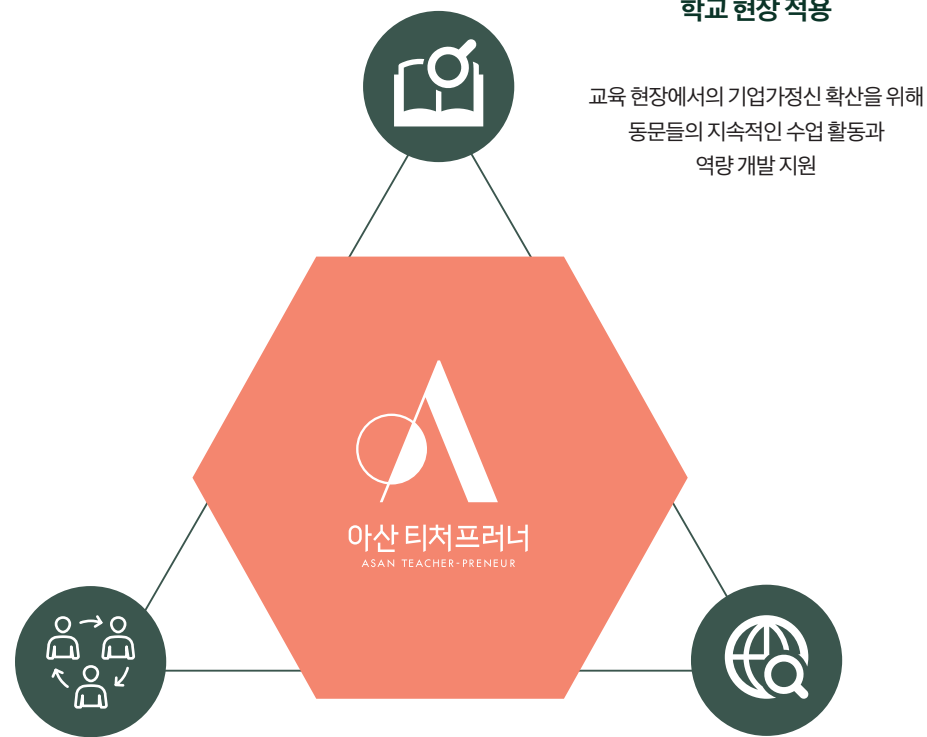 학교 현장 적용
교육 현장에서의 기업가정신 확산을 위해
동문들의 지속적인 수업 활동과
역량 개발 지원
아산 티처프러너
ASAN TEACHER-PRENEUR